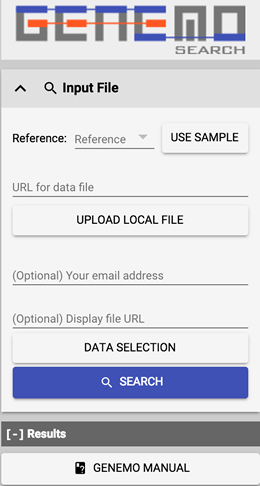 GENEMO
SEARCH
Input File
Reference: Reference USE SAMPLE
URL for data file
UPLOAD LOCAL FILE
(Optional) Your email address
(Optional) Display file URL
DATA SELECTION
SEARCH
[-] Results
GENEMO MANUAL